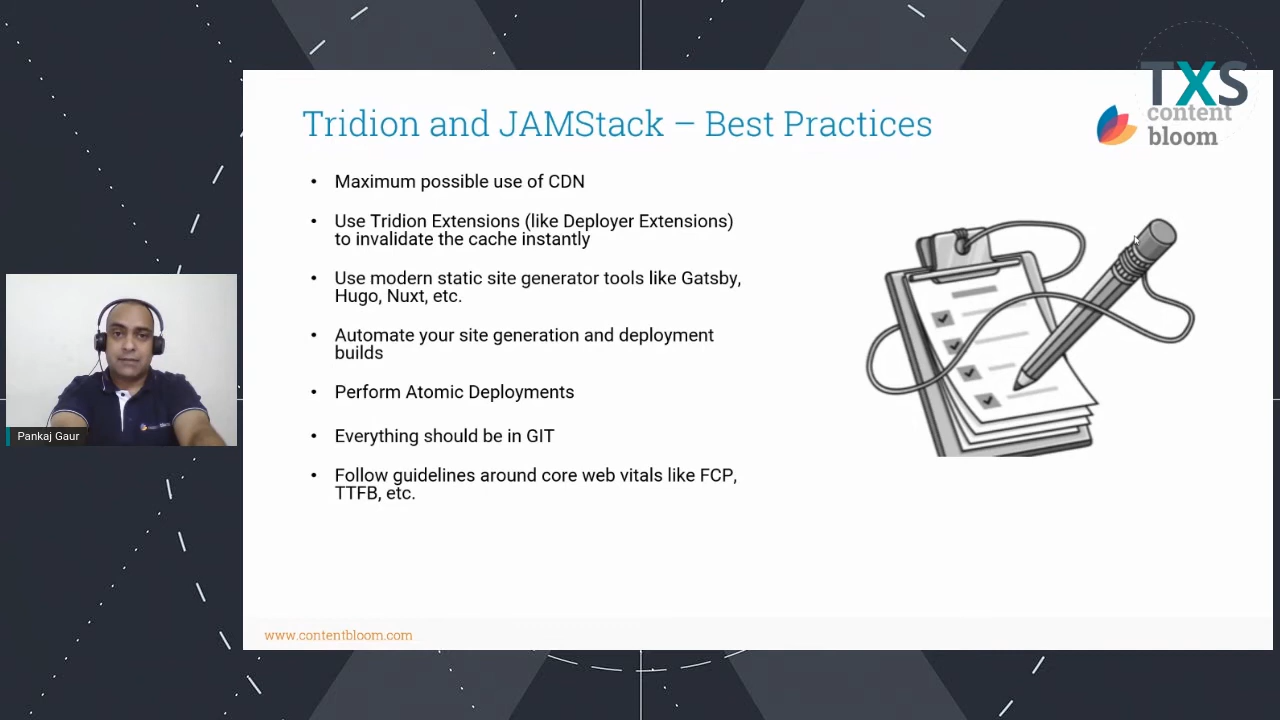 TXS
content
bloom
Tridion and JAMStack – Best Practices
• Maximum possible use of CDN
• Use Tridion Extensions (like Deployer Extensions)
to invalidate the cache instantly
• Use modern static site generator tools like Gatsby,
Hugo, Nuxt, etc.
• Automate your site generation and deployment
builds
• Perform Atomic Deployments
• Everything should be in GIT
• Follow guidelines around core web vitals like FCP,
TTFB, etc.
Pankaj Gaur
www.contentbloom.com